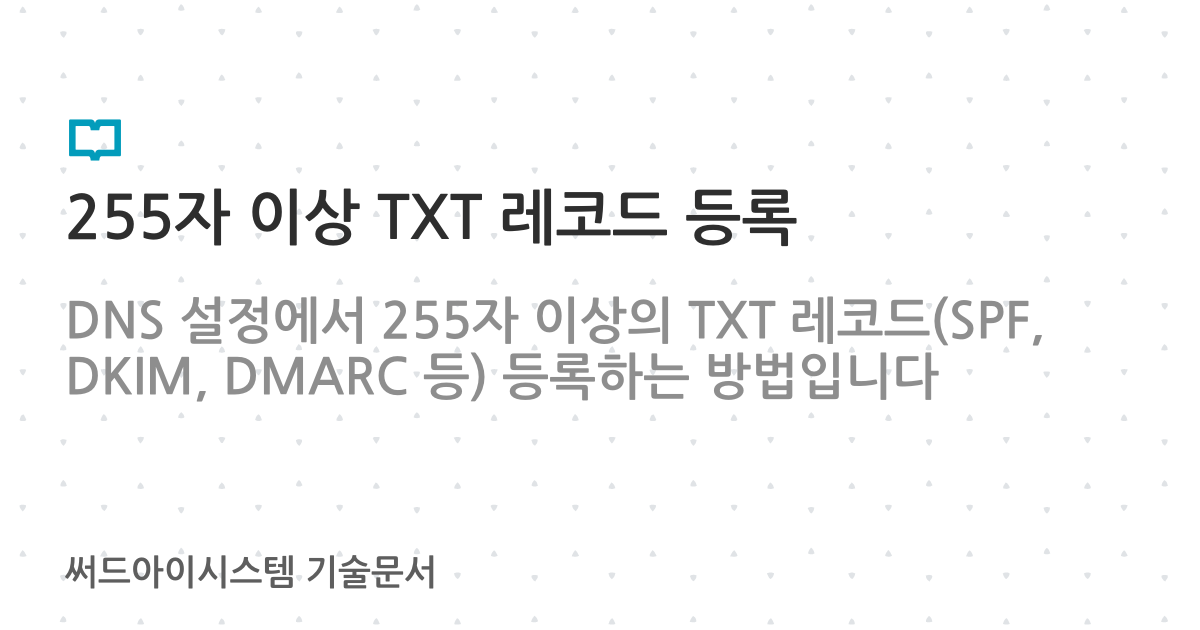 255자 이상 TXT 레코드 등록
DNS 설정에서 255자 이상의 TXT 레코드(SPF,
DKIM, DMARC 등) 등록하는 방법입니다
써드아이시스템 기술문서